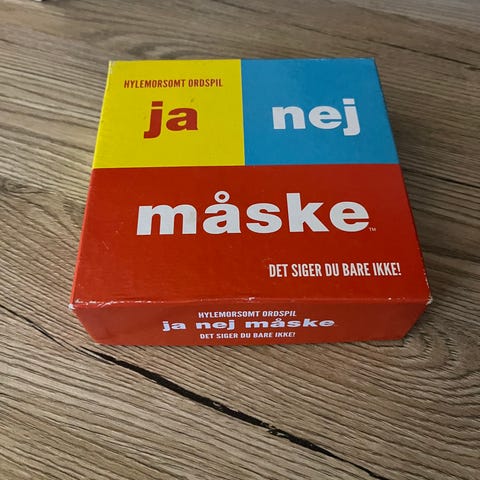 HYLEMORSOMT ORDSPIL
ja nej
måske™
DET SIGER DU BARE IKKE!
HYLEMORSOMT ORDSPIL
ja nej måske
DET SIGER DU BARE IKKE!